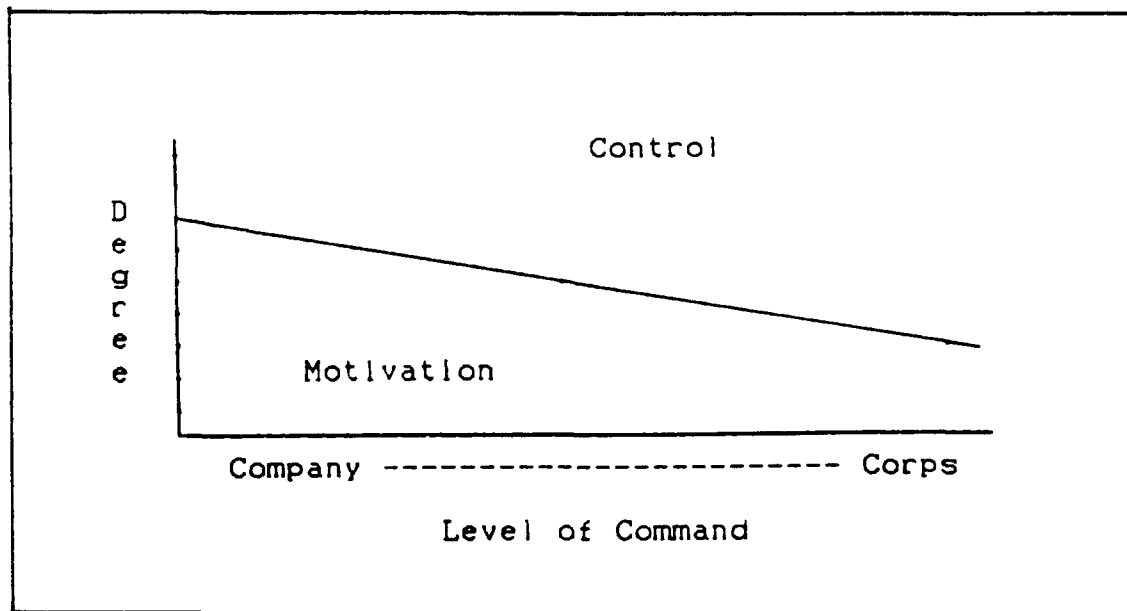 Control
Degree
Motivation
Company ----------------------- Corps
Level of Command